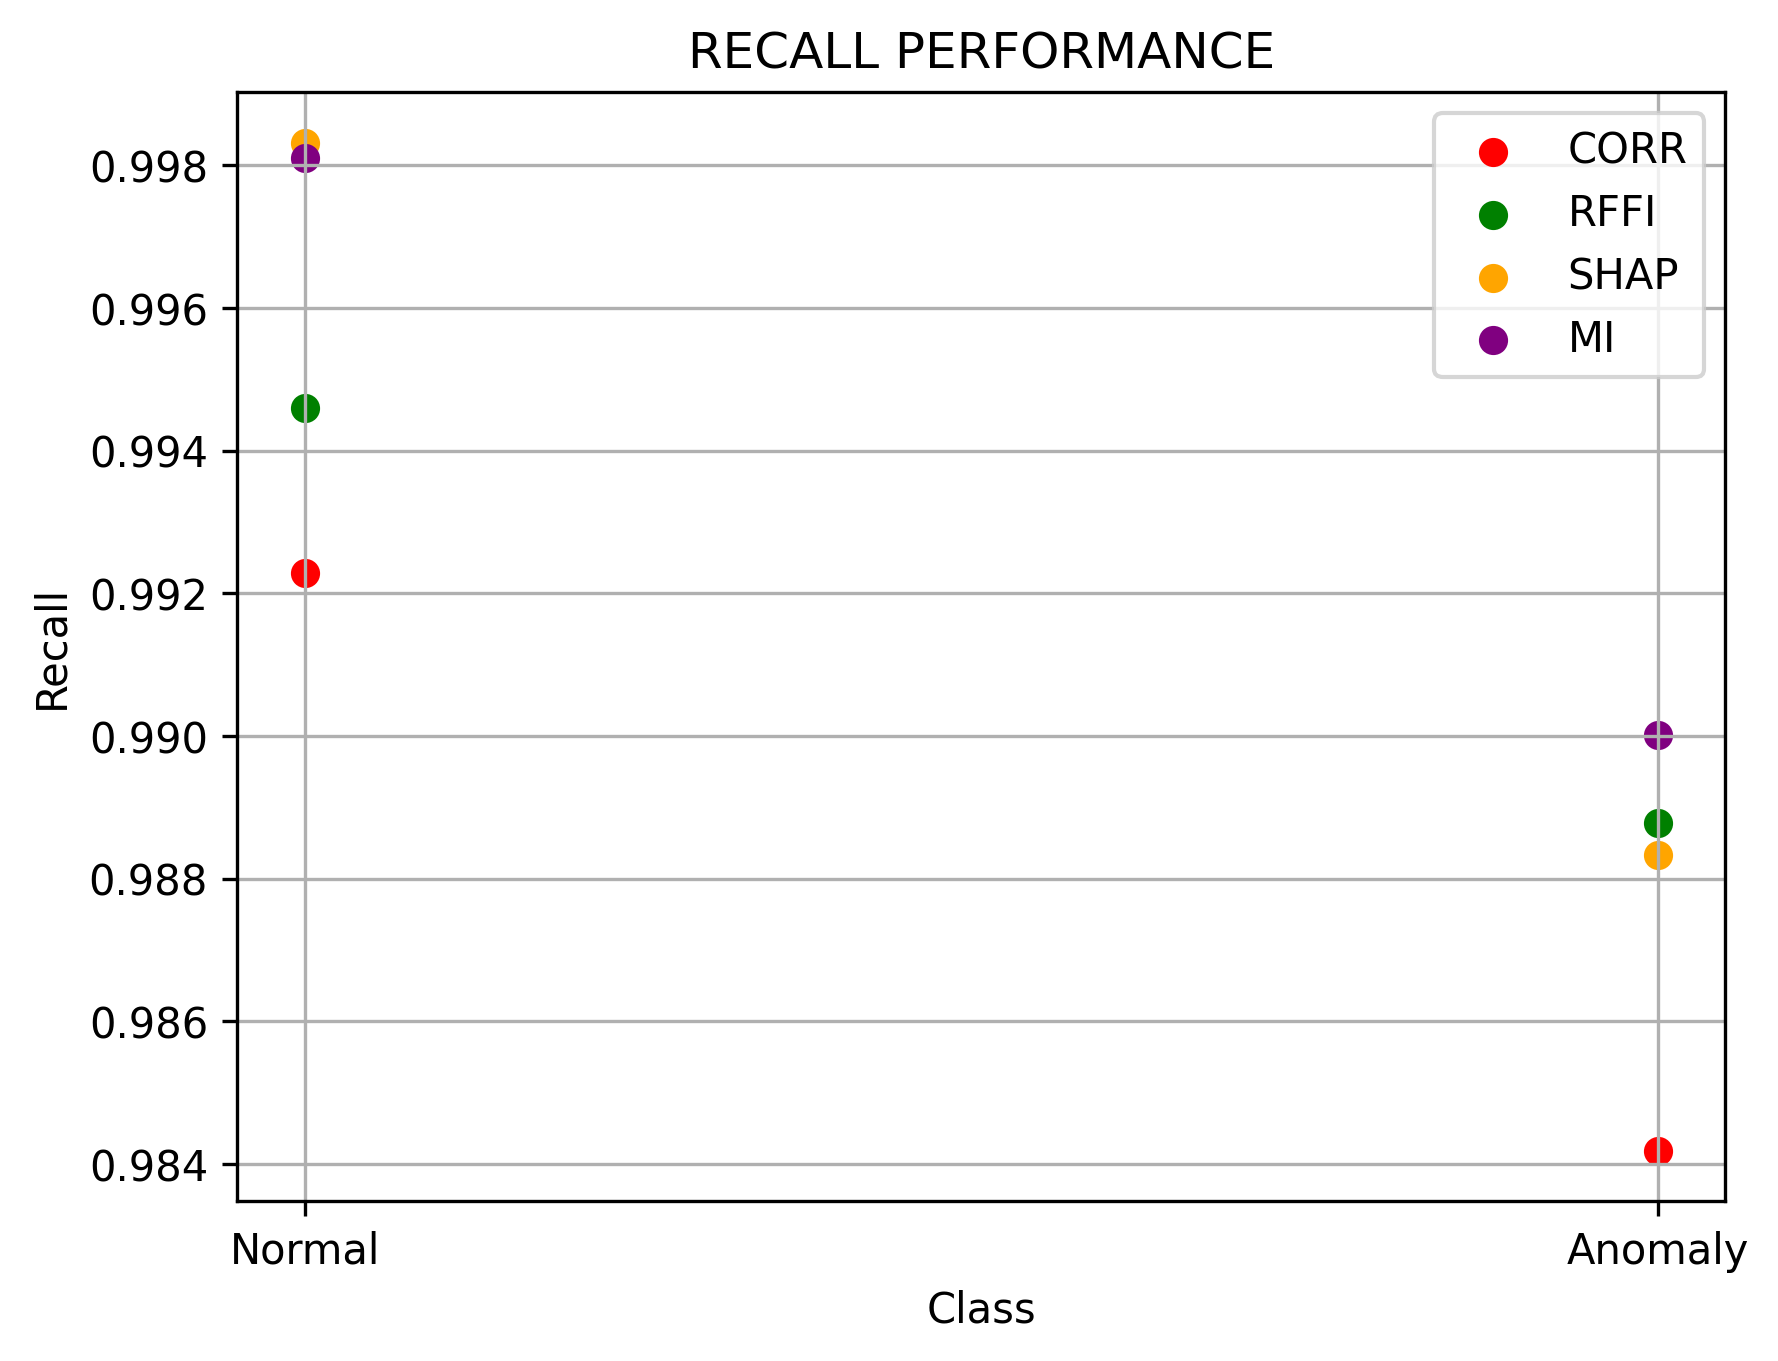 RECALL PERFORMANCE
CORR
RFFI
SHAP
MI
0.998
0.996
0.994
0.992
0.990
0.988
0.986
0.984
Recall
Normal
Anomaly
Class